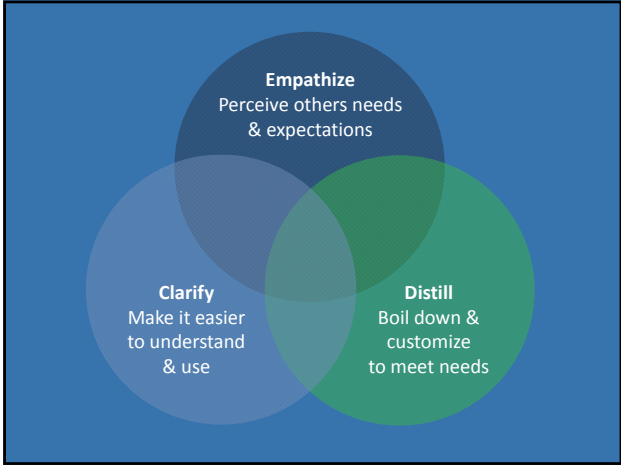 Empathize
Perceive others needs
& expectations
Clarify
Make it easier
to understand
& use
Distill
Boil down &
customize
to meet needs